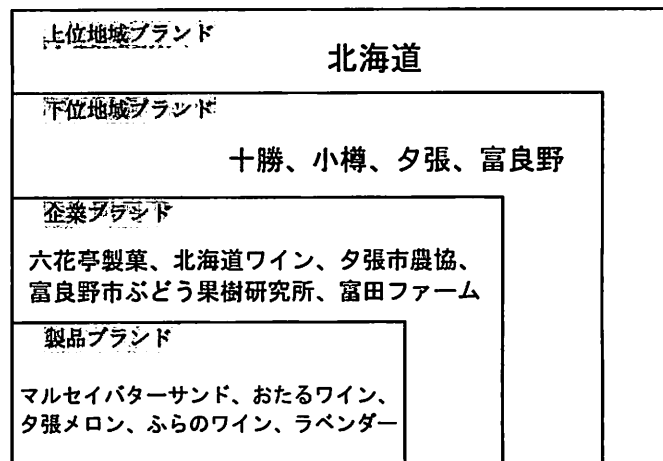 上位地域ブランド
北海道
下位地域ブランド
十勝、小樽、夕張、富良野
企業ブランド
六花亭製菓、北海道ワイン、夕張市農協、
富良野市ぶどう果樹研究所、富田ファーム
製品ブランド
マルセイバターサンド、おたるワイン、
夕張メロン、ふらのワイン、ラベンダー